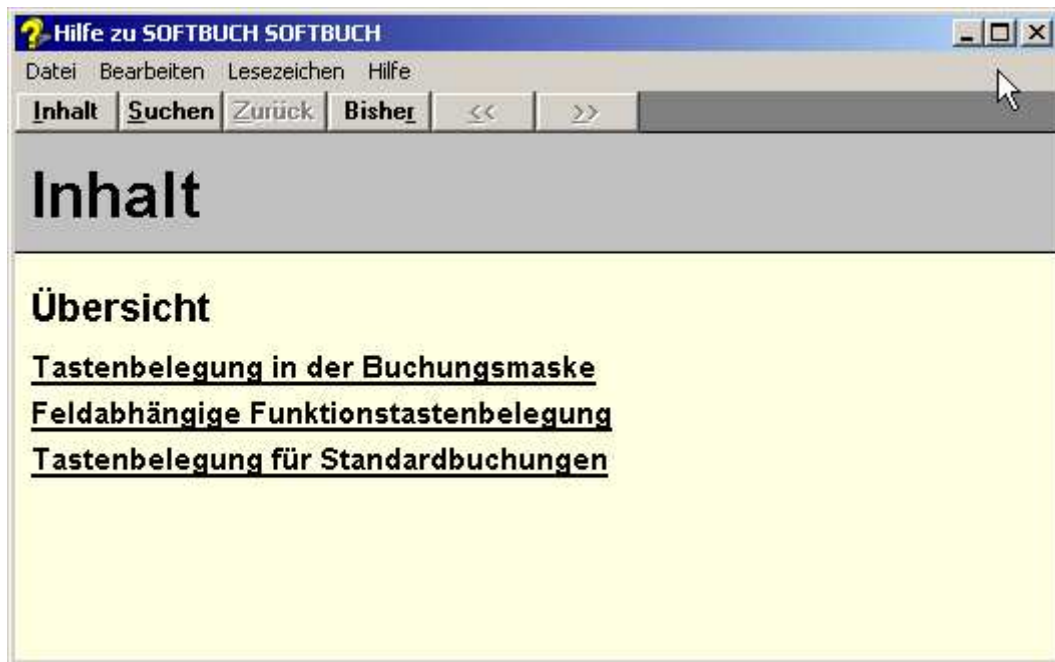 Hilfe zu SOFTBUCH SOFTBUCH
Datei Bearbeiten Lesezeichen Hilfe
Inhalt Suchen Zurück Bisher << >>
Inhalt
Übersicht
Tastenbelegung in der Buchungsmaske
Feldabhängige Funktionstastenbelegung
Tastenbelegung für Standardbuchungen